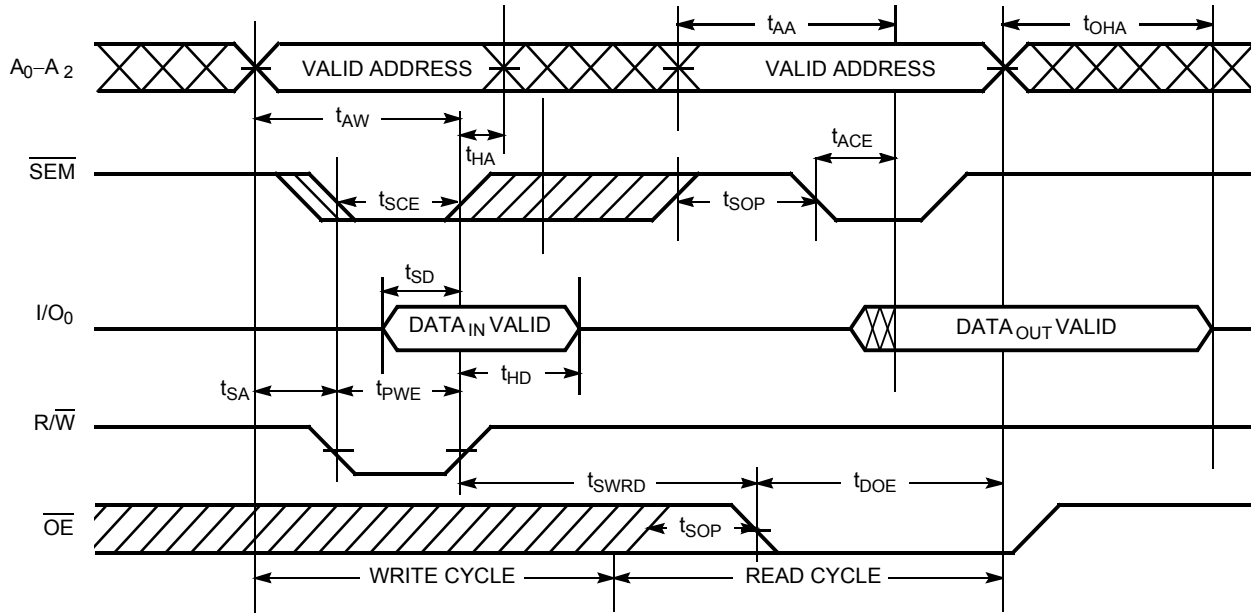 tAA
tOHA
A0–A2
VALID ADDRESS
VALID ADDRESS
tAW
tHA
tACE
SEM
tSCE
tSOP
tSD
I/O0
DATAIN VALID
DATAOUT VALID
tHD
tSA
tPWE
R/W
tSWRD
tDOE
OE
tSOP
WRITE CYCLE
READ CYCLE